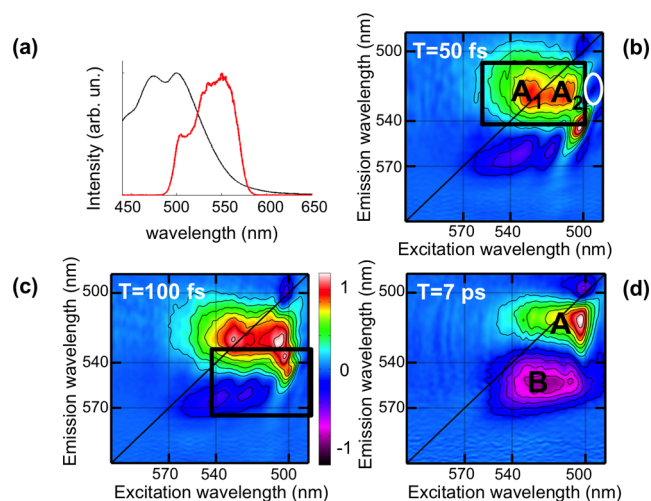 (a)
Intensity (arb. un.)
450 500 550 600 650
wavelength (nm)
(b)
T=50 fs
A1 A2
Emission wavelength (nm)
500
540
570
570 540 500
Excitation wavelength (nm)
(c)
T=100 fs
Emission wavelength (nm)
500
540
570
570 540 500
Excitation wavelength (nm)
1
0
-1
(d)
T=7 ps
A
B
Emission wavelength (nm)
500
540
570
570 540 500
Excitation wavelength (nm)